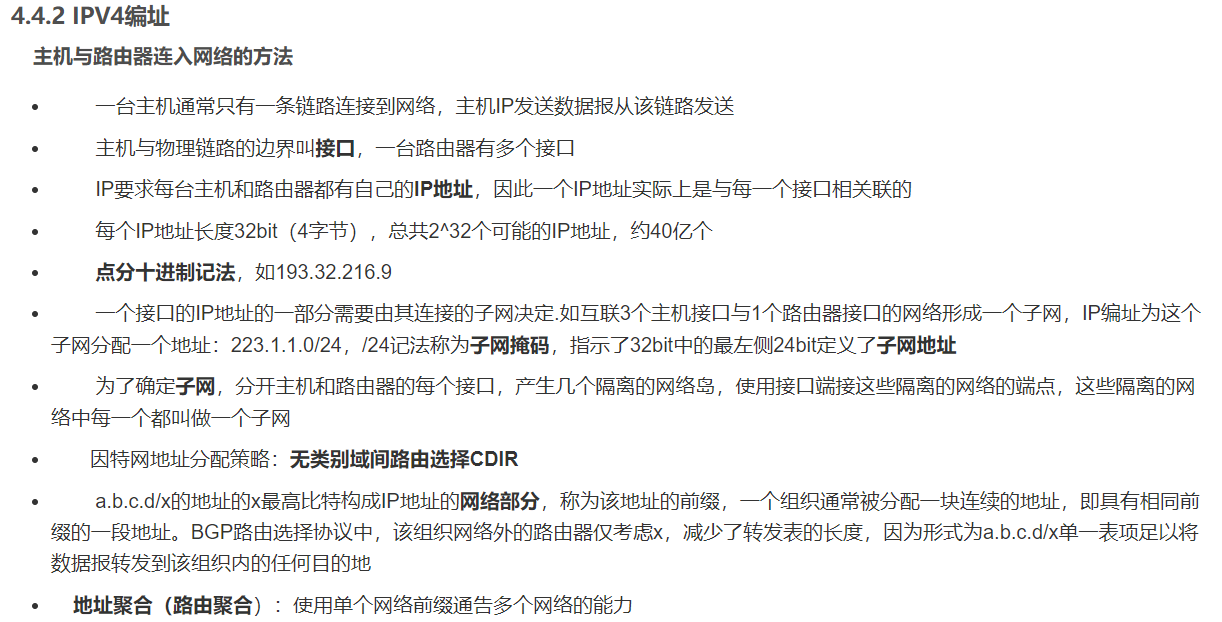 4.4.2 IPV4编址
主机与路由器连入网络的方法
• 一台主机通常只有一条链路连接到网络，主机IP发送数据报从该链路发送
• 主机与物理链路的边界叫接口，一台路由器有多个接口
• IP要求每台主机和路由器都有自己的IP地址，因此一个IP地址实际上是与每一个接口相关联的
• 每个IP地址长度32bit（4字节）,总共2^32个可能的IP地址，约40亿个
• 点分十进制记法，如193.32.216.9
• 一个接口的IP地址的一部分需要由其连接的子网决定.如互联3个主机接口与1个路由器接口的网络形成一个子网，IP编址为这个
子网分配一个地址：223.1.1.0/24，/24记法称为子网掩码，指示了32bit中的最左侧24bit定义了子网地址
• 为了确定子网，分开主机和路由器的每个接口，产生几个隔离的网络岛，使用接口端接这些隔离的网络的端点，这些隔离的网
络中每一个都叫做一个子网
• 因特网地址分配策略：无类别域间路由选择CDIR
• a.b.c.d/x的地址的x最高比特构成IP地址的网络部分，称为该地址的前缀，一个组织通常被分配一块连续的地址，即具有相同前
缀的一段地址。BGP路由选择协议中，该组织网络外的路由器仅考虑x，减少了转发表的长度，因为形式为a.b.c.d/x单一表项足以将
数据报转发到该组织内的任何目的地
• 地址聚合（路由聚合）：使用单个网络前缀通告多个网络的能力